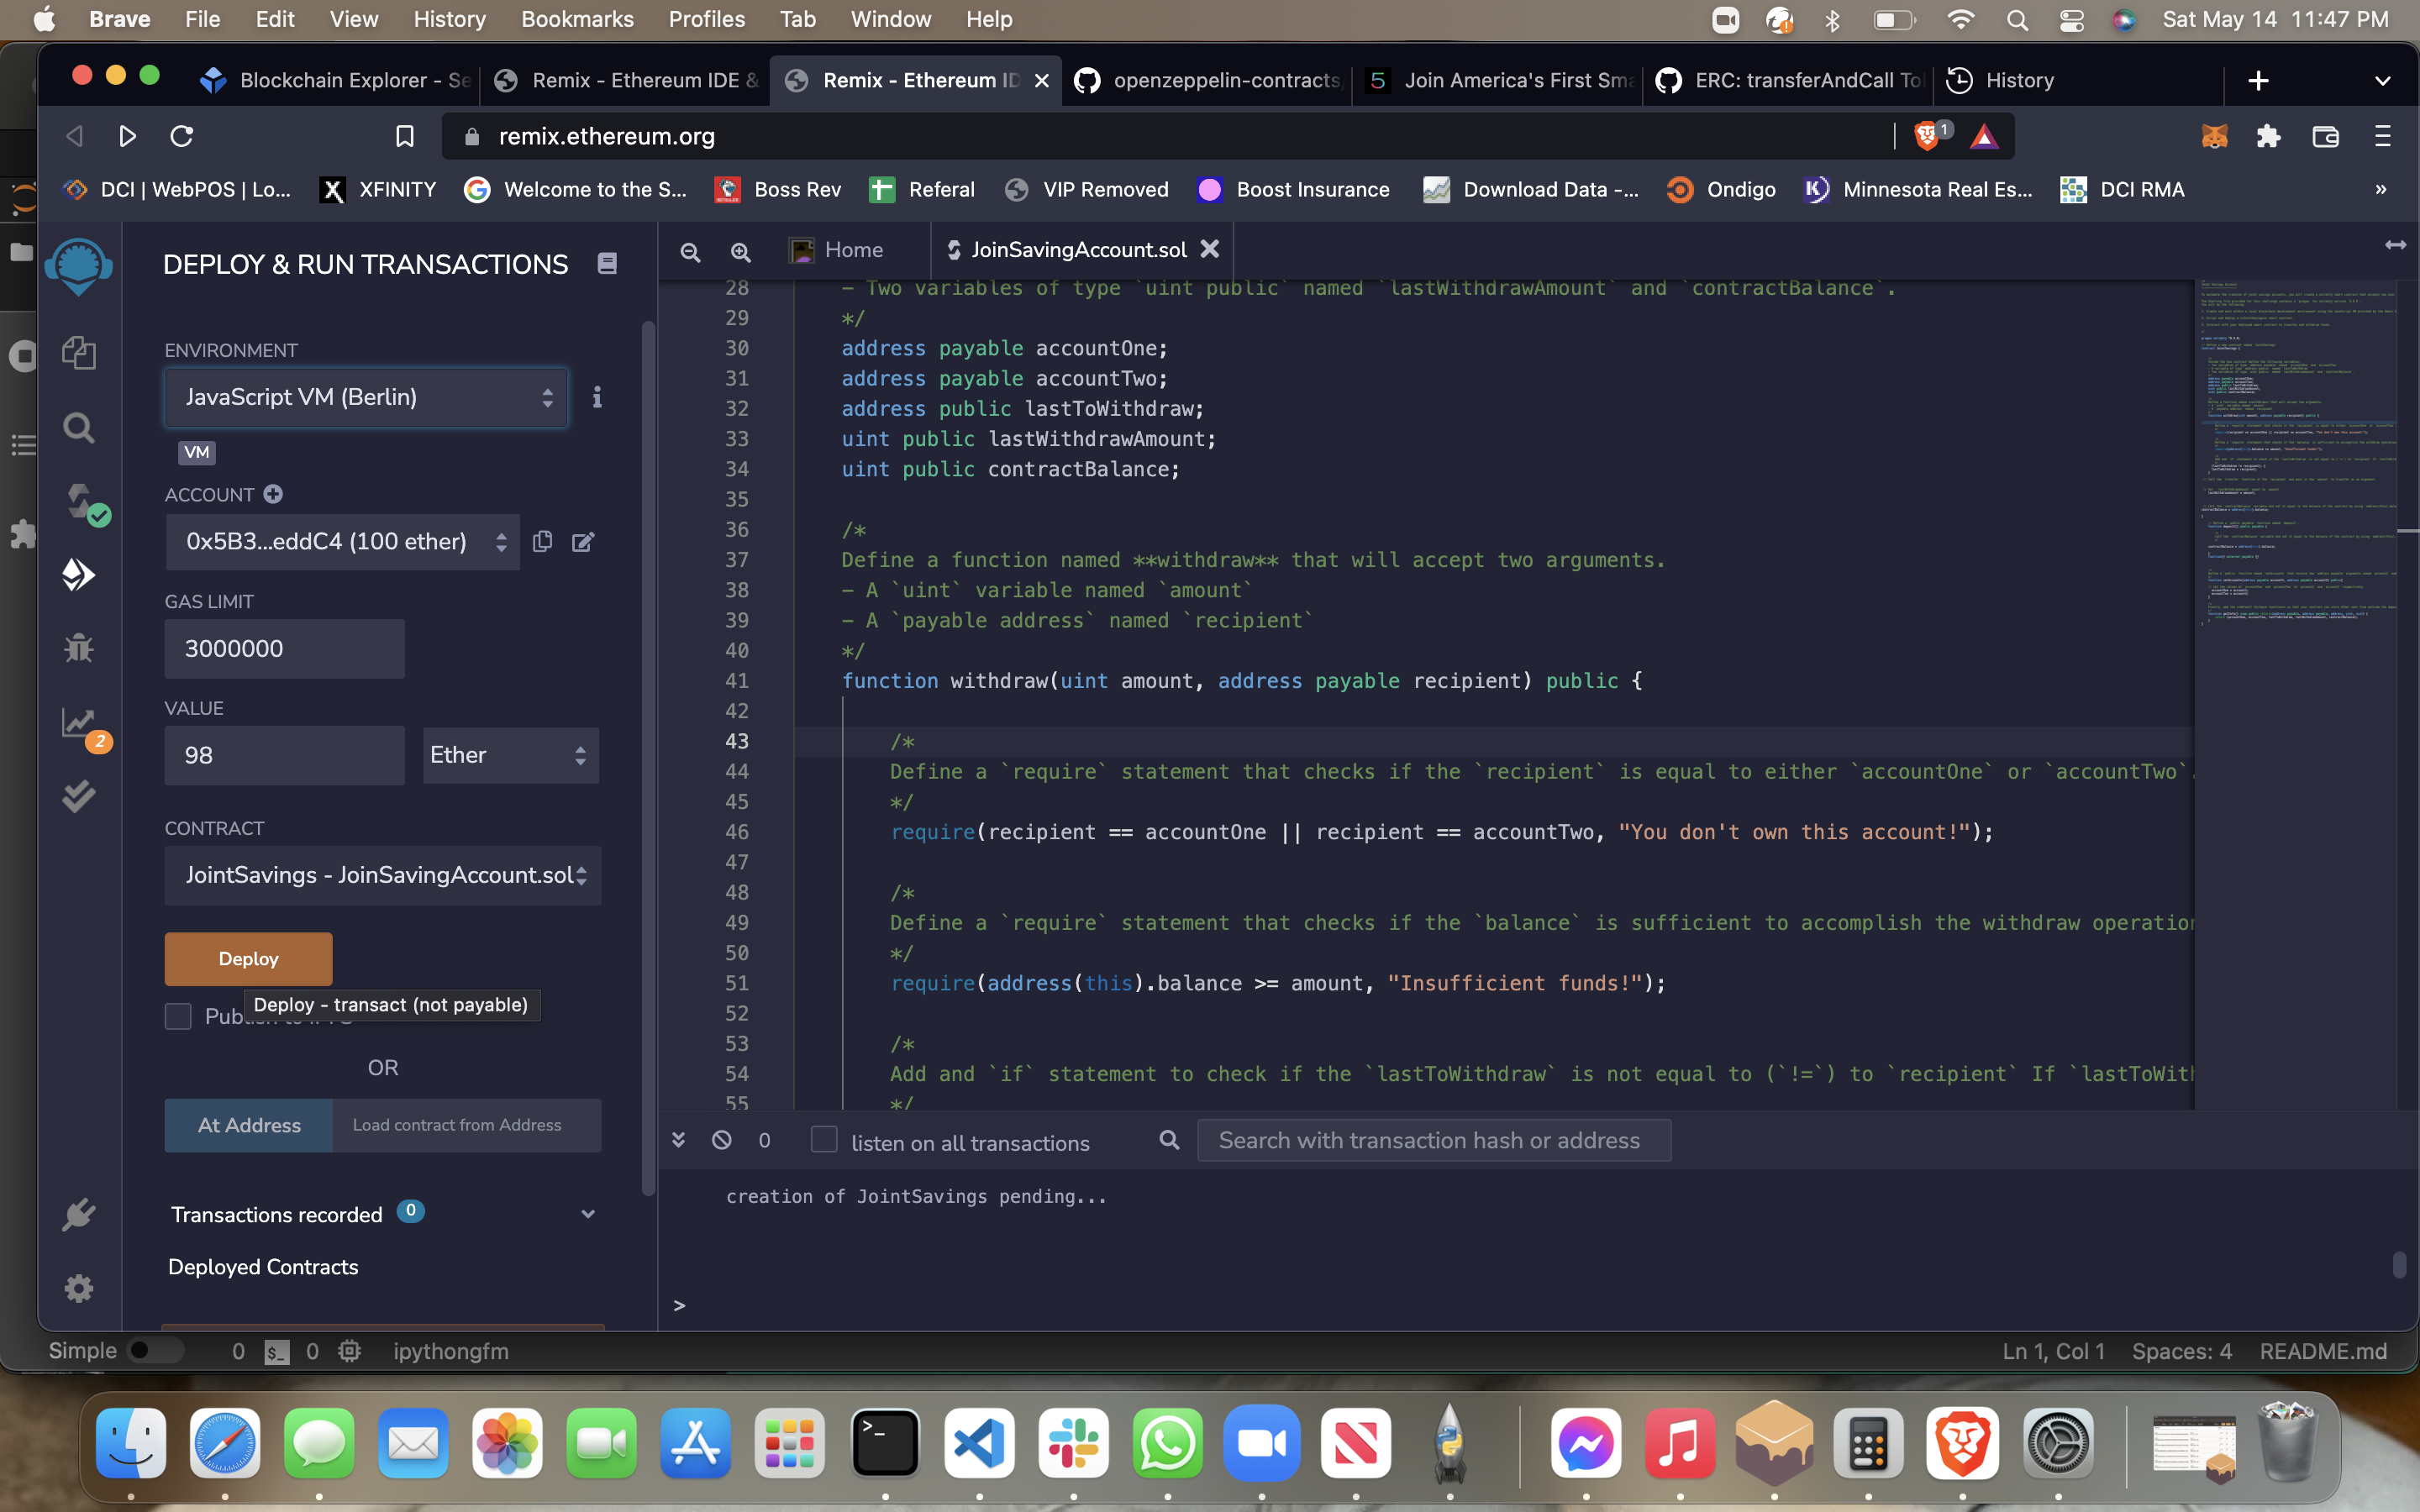 Brave File Edit View History Bookmarks Profiles Tab Window Help Sat May 14 11:47 PM
Blockchain Explorer - Se Remix - Ethereum IDE & Remix - Ethereum ID openzeppelin-contracts Join America's First Sma ERC: transferAndCall Tol History
remix.ethereum.org 1
DCI | WebPOS | Lo... XFINITY Welcome to the S... Boss Rev Referal VIP Removed Boost Insurance Download Data -... Ondigo Minnesota Real Es... DCI RMA »
DEPLOY & RUN TRANSACTIONS
ENVIRONMENT
JavaScript VM (Berlin)
VM
ACCOUNT
0x5B3...eddC4 (100 ether)
GAS LIMIT
3000000
VALUE
98 Ether
2
CONTRACT
JointSavings - JoinSavingAccount.sol
Deploy
Deploy - transact (not payable)
Pub
OR
At Address Load contract from Address
Transactions recorded 0
Deployed Contracts
Home JoinSavingAccount.sol
28 - Two variables of type `uint public` named `lastWithdrawAmount` and `contractBalance`.
29 */
30 address payable accountOne;
31 address payable accountTwo;
32 address public lastToWithdraw;
33 uint public lastWithdrawAmount;
34 uint public contractBalance;
35
36 /*
37 Define a function named **withdraw** that will accept two arguments.
38 - A `uint` variable named `amount`
39 - A `payable address` named `recipient`
40 */
41 function withdraw(uint amount, address payable recipient) public {
42
43 /*
44 Define a `require` statement that checks if the `recipient` is equal to either `accountOne` or `accountTwo`.
45 */
46 require(recipient == accountOne || recipient == accountTwo, "You don't own this account!");
47
48 /*
49 Define a `require` statement that checks if the `balance` is sufficient to accomplish the withdraw operation
50 */
51 require(address(this).balance >= amount, "Insufficient funds!");
52
53 /*
54 Add and `if` statement to check if the `lastToWithdraw` is not equal to (`!=`) to `recipient` If `lastToWith
55 */
0 listen on all transactions Search with transaction hash or address
creation of JointSavings pending...
>
Simple 0 $_ 0 ipythongfm Ln 1, Col 1 Spaces: 4 README.md